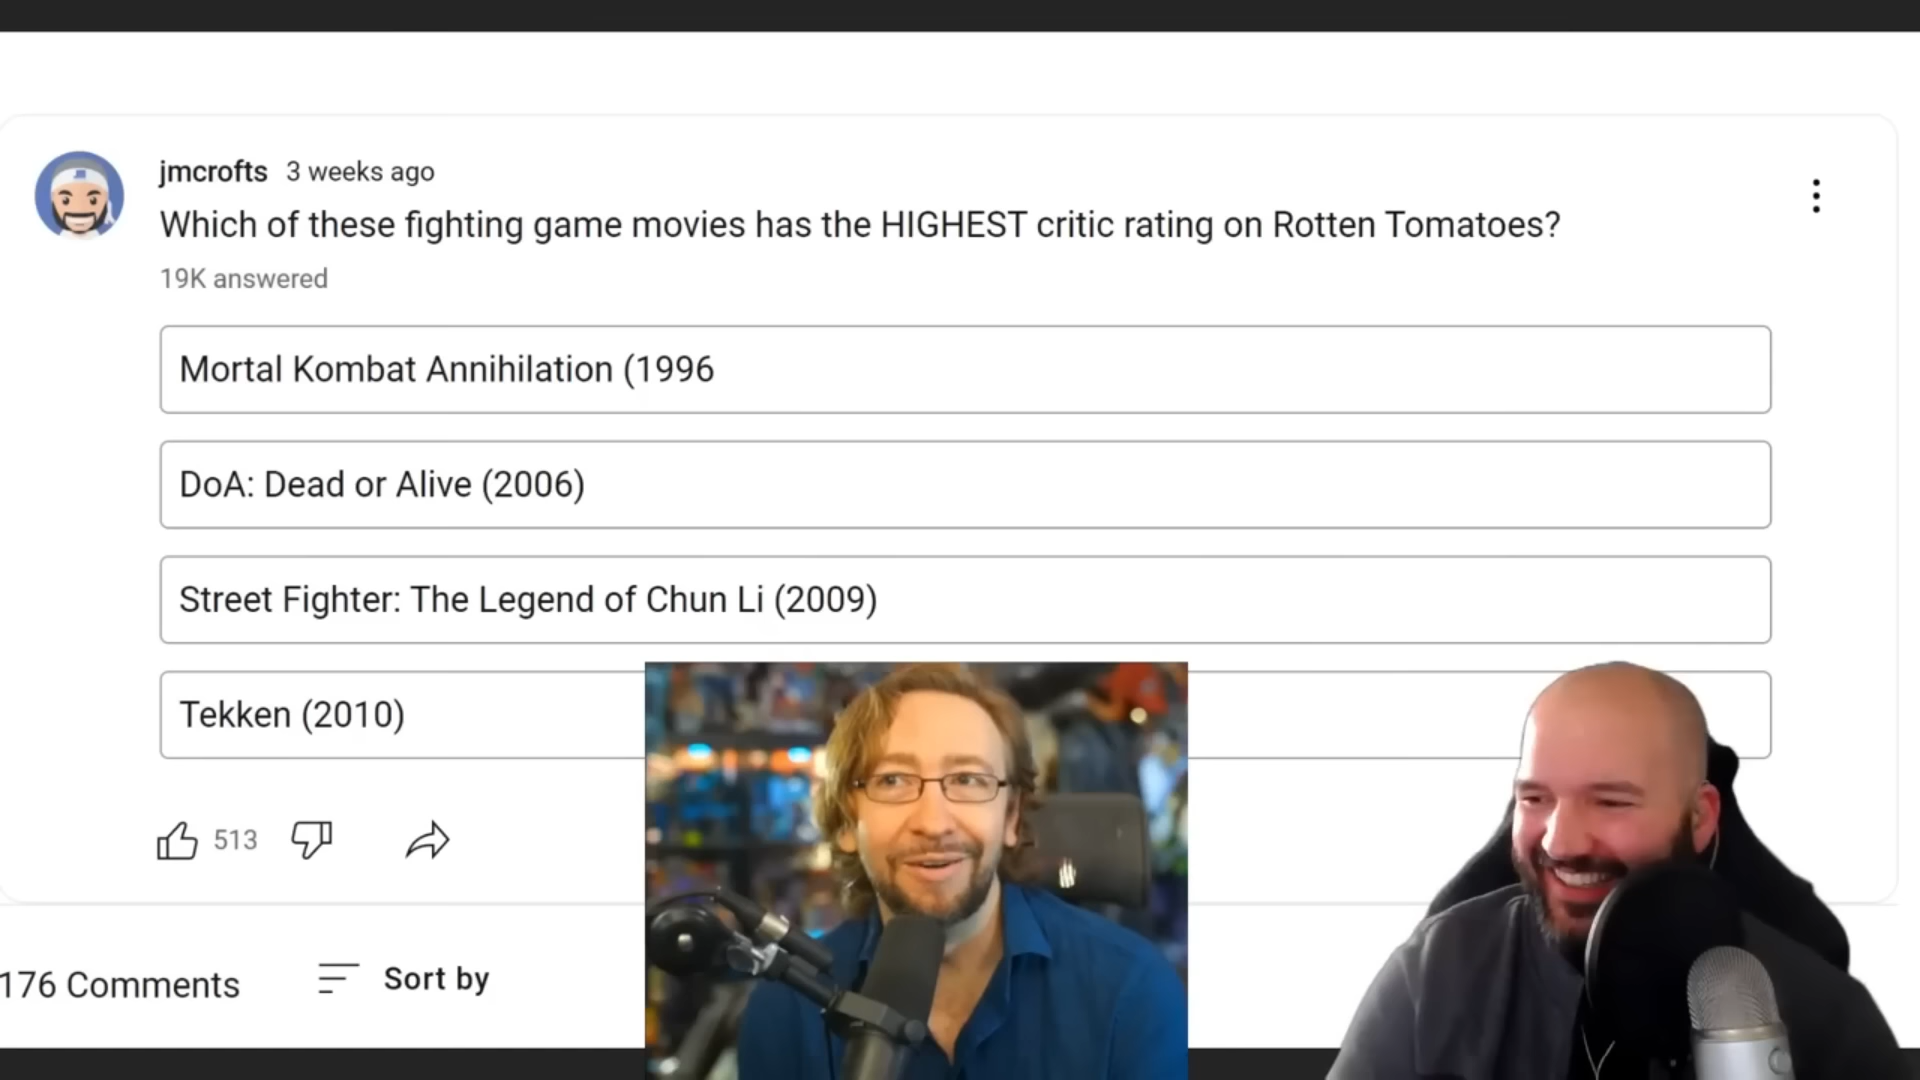 jmcrofts 3 weeks ago
Which of these fighting game movies has the HIGHEST critic rating on Rotten Tomatoes?
19K answered
Mortal Kombat Annihilation (1996
DoA: Dead or Alive (2006)
Street Fighter: The Legend of Chun Li (2009)
Tekken (2010)
513
176 Comments
Sort by